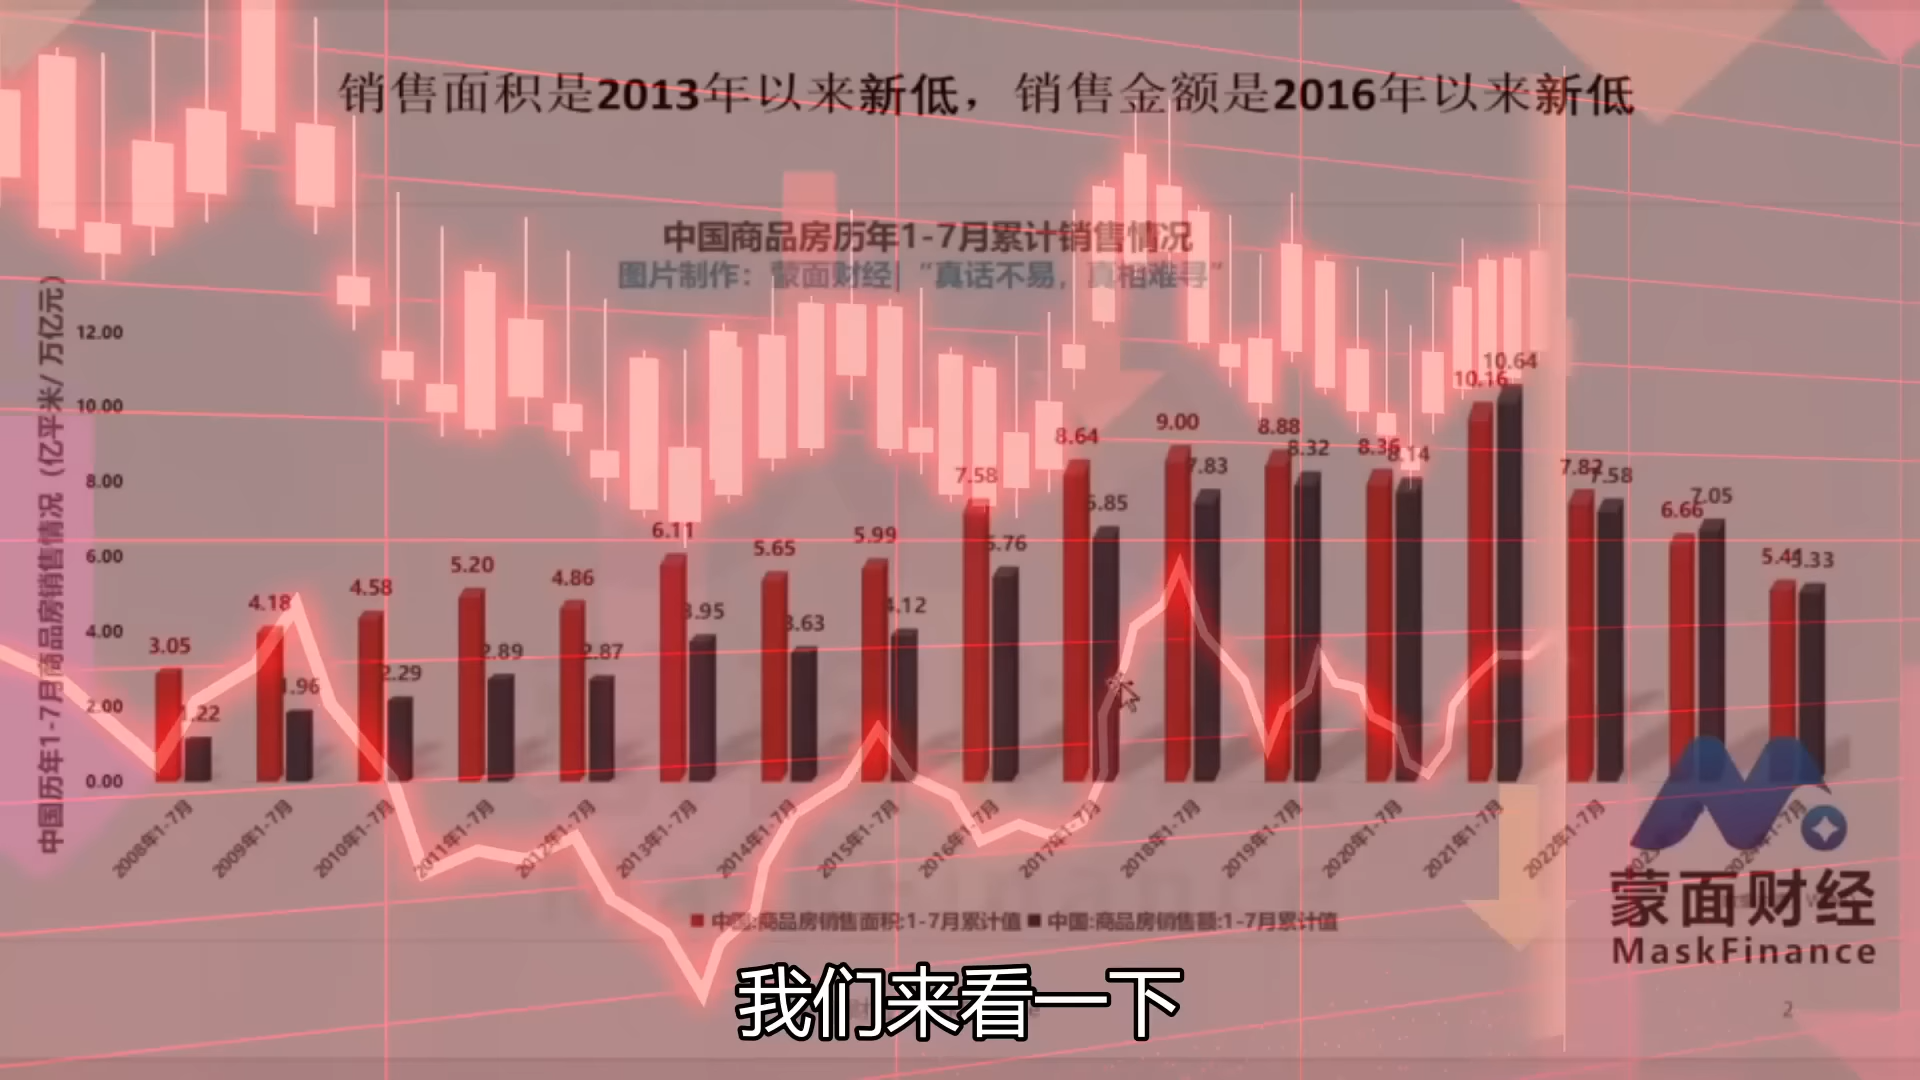 销售面积是2013年以来新低，销售金额是2016年以来新低
中国商品房历年1-7月累计销售情况
图片制作：蒙面财经| “真话不易，真相难寻”
中国历年1-7月商品房销售情况（亿平米/ 万亿元）
12.00
10.00
8.00
6.00
4.00
2.00
0.00
3.05
1.22
4.18
1.96
4.58
2.29
5.20
2.89
4.86
2.87
6.11
3.95
5.65
3.63
5.99
4.12
7.58
5.76
8.64
9.00
7.83
8.88
8.32
8.36
8.14
10.16
10.64
7.82
7.58
6.66
7.05
2008年1-7月
2009年1-7月
2010年1-7月
2011年1-7月
2012年1-7月
2013年1-7月
2014年1-7月
2015年1-7月
2016年1-7月
2017年1-7月
2018年1-7月
2019年1-7月
2020年1-7月
2021年1-7月
2022年1-7月
中国:商品房销售面积:1-7月累计值
中国:商品房销售额:1-7月累计值
蒙面财经
MaskFinance
我们来看一下
2